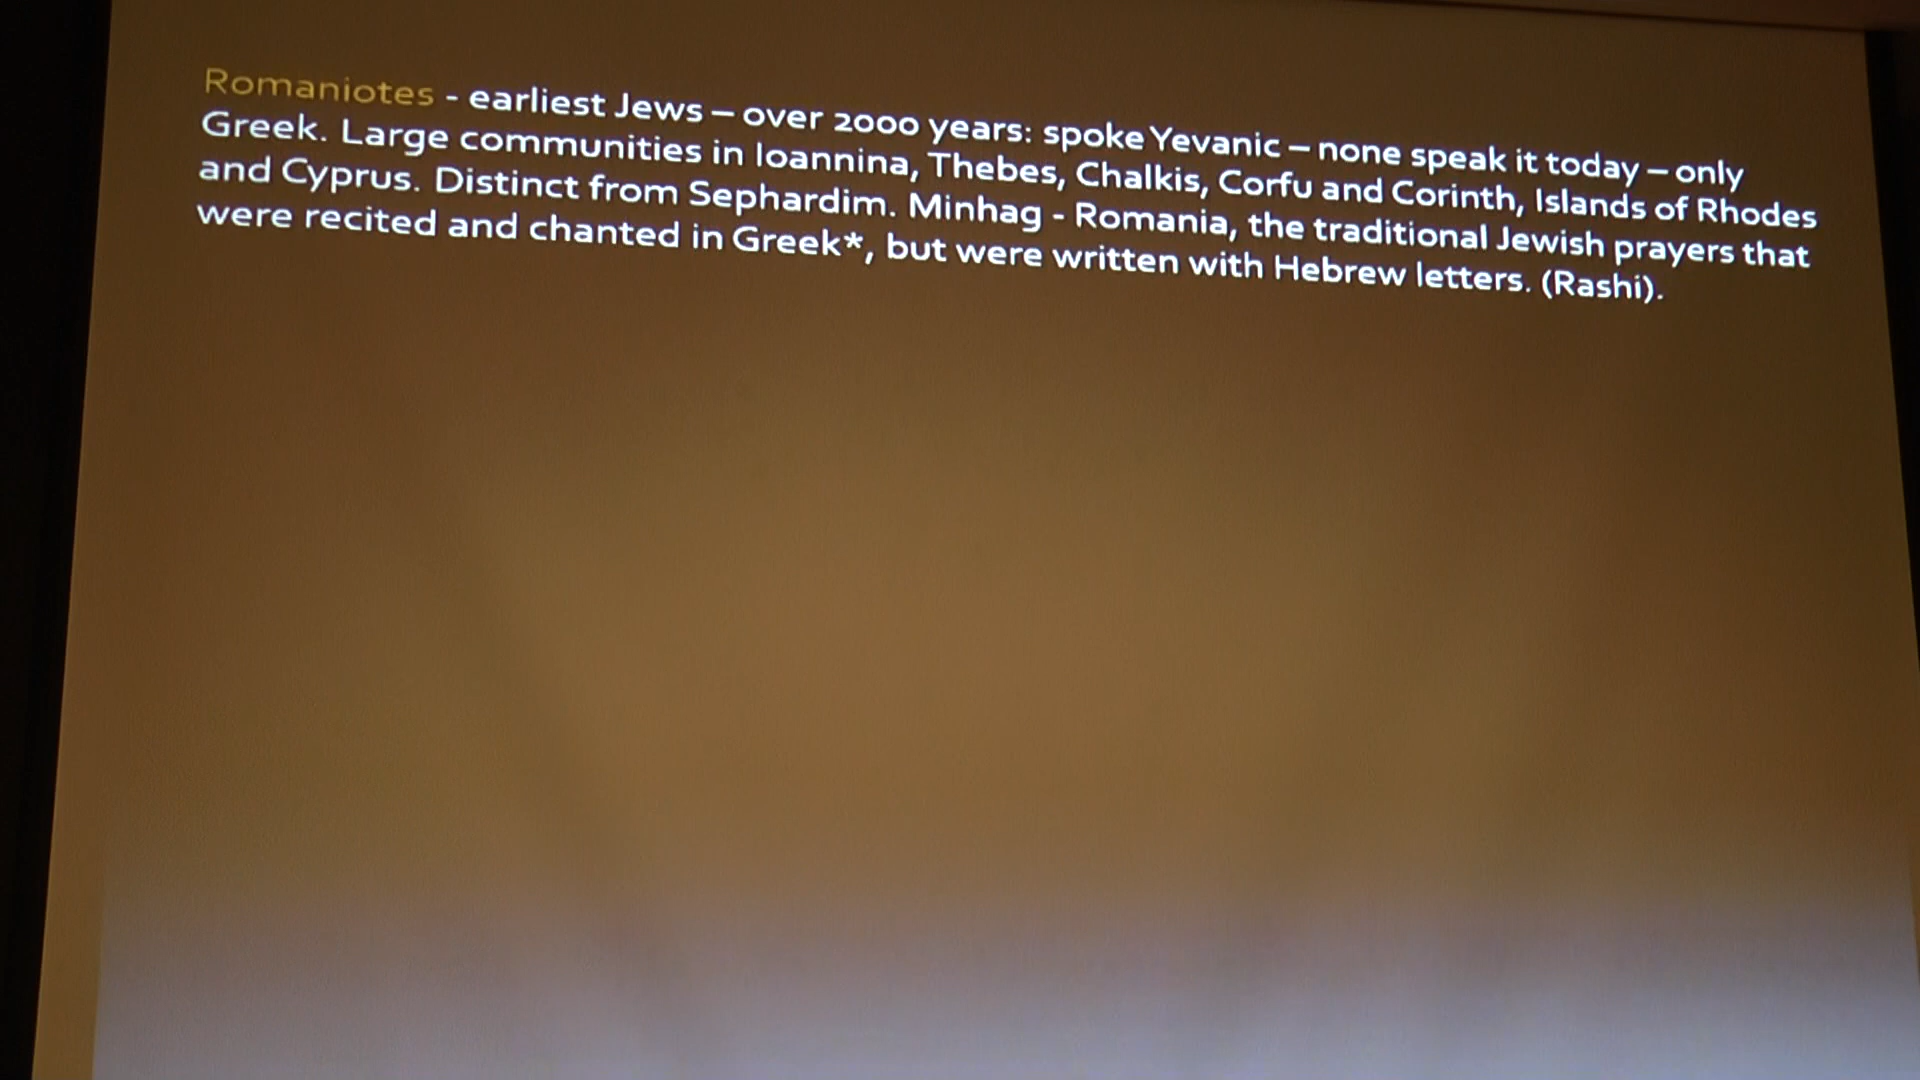 Romaniotes - earliest Jews – over 2000 years: spoke Yevanic – none speak it today – only
Greek. Large communities in Ioannina, Thebes, Chalkis, Corfu and Corinth, Islands of Rhodes
and Cyprus. Distinct from Sephardim. Minhag - Romania, the traditional Jewish prayers that
were recited and chanted in Greek*, but were written with Hebrew letters. (Rashi).